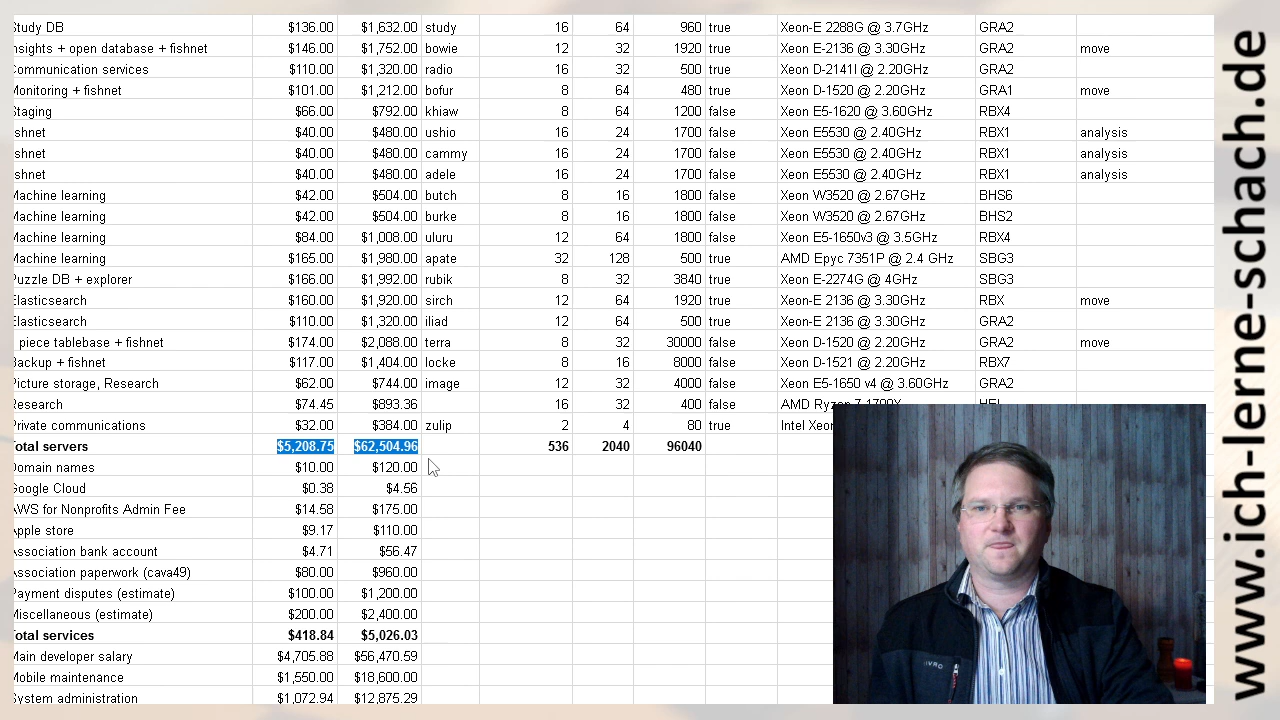 Study DB $136.00 $1,632.00 study 16 64 960 true Xeon-E 2288G @ 3.7GHz GRA2
nsights + open database + fishnet $146.00 $1,752.00 bowie 12 32 1920 true Xeon E-2136 @ 3.30GHz GRA2 move
Communication services $110.00 $1,320.00 radio 16 32 500 true Xeon D-2141I @ 2.20GHz GRA2
Monitoring + fishnet $101.00 $1,212.00 bofur 8 64 480 true Xeon D-1520 @ 2.20GHz GRA1 move
Staging $66.00 $792.00 khiaw 8 64 1200 false Xeon E5-1620 @ 3.60GHz RBX4
ishnet $40.00 $480.00 ushio 16 24 1700 false Xeon E5530 @ 2.40GHz RBX1 analysis
ishnet $40.00 $480.00 cammy 16 24 1700 false Xeon E5530 @ 2.40GHz RBX1 analysis
ishnet $40.00 $480.00 adele 16 24 1700 false Xeon E5530 @ 2.40GHz RBX1 analysis
Machine learning $42.00 $504.00 butch 8 16 1800 false Xeon W3520 @ 2.67GHz BHS6
Machine learning $42.00 $504.00 burke 8 16 1800 false Xeon W3520 @ 2.67GHz BHS2
Machine learning $84.00 $1,008.00 uluru 12 64 1800 false Xeon E5-1650v3 @ 3.5GHz RBX4
Machine learning $165.00 $1,980.00 apate 32 128 500 true AMD Epyc 7351P @ 2.4 GHz SBG3
Puzzle DB + explorer $166.00 $1,992.00 rubik 8 32 3840 true Xeon E-2274G @ 4GHz SBG3
Elasticsearch $160.00 $1,920.00 sirch 12 64 1920 true Xeon-E 2136 @ 3.30GHz RBX move
Elasticsearch $110.00 $1,320.00 iliad 12 64 500 true Xeon-E 2136 @ 3.30GHz GRA2
piece tablebase + fishnet $174.00 $2,088.00 terra 8 32 30000 false Xeon D-1520 @ 2.20GHz GRA2 move
Backup + fishnet $117.00 $1,404.00 locke 8 16 8000 false Xeon D-1521 @ 2.20GHz RBX7
Picture storage, Research $62.00 $744.00 image 12 32 4000 false Xeon E5-1650 v4 @ 3.60GHz GRA2
Research $74.45 $893.36 16 32 400 false AMD Ryzen 7 1700X HEL
Private communications $32.00 $384.00 zulip 2 4 80 true Intel Xeon
Total servers $5,208.75 $62,504.96 536 2040 96040
Domain names $10.00 $120.00
Google Cloud $0.38 $4.56
AWS for Nonprofits Admin Fee $14.58 $175.00
Apple store $9.17 $110.00
Association bank account $4.71 $56.47
Association paperwork (cava49) $80.00 $960.00
Payment disputes (estimate) $100.00 $1,200.00
Miscellaneous (estimate) $200.00 $2,400.00
Total services $418.84 $5,026.03
Main developer salary $4,705.88 $56,470.59
Mobile maintenance $1,550.00 $18,600.00
System administration $1,072.94 $12,875.29
www.ich-lerne-schach.de